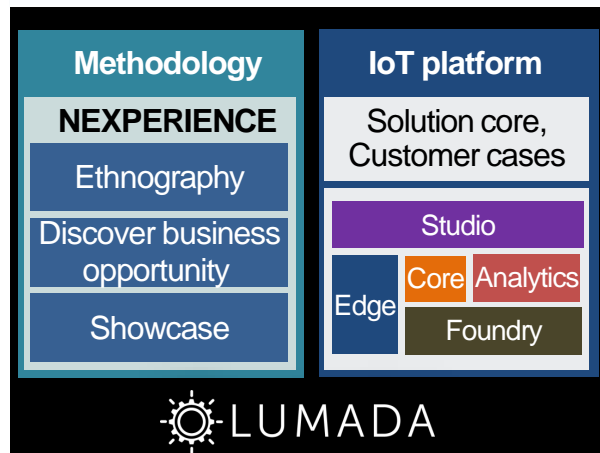 Methodology
NEXPERIENCE
Ethnography
Discover business
opportunity
Showcase
IoT platform
Solution core,
Customer cases
Studio
Edge
Core
Analytics
Foundry
LUMADA